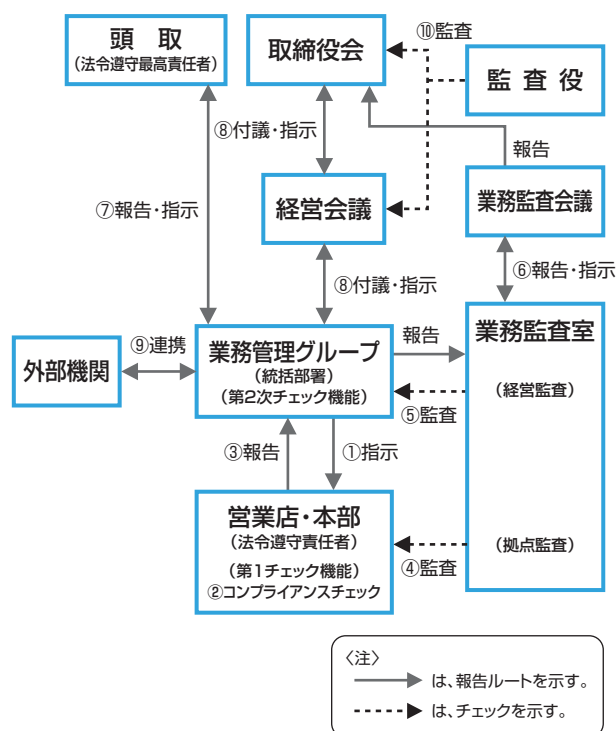 頭　取
（法令遵守最高責任者）
取締役会
⑩監査
監 査 役
⑧付議・指示
報告
⑦報告・指示
経営会議
業務監査会議
⑧付議・指示
⑥報告・指示
⑨連携
外部機関
業務管理グループ
（統括部署）
（第2次チェック機能）
報告
業務監査室
（経営監査）
⑤監査
③報告
①指示
営業店・本部
（法令遵守責任者）
（第1チェック機能）
②コンプライアンスチェック
（拠点監査）
④監査
〈注〉
は、報告ルートを示す。
は、チェックを示す。